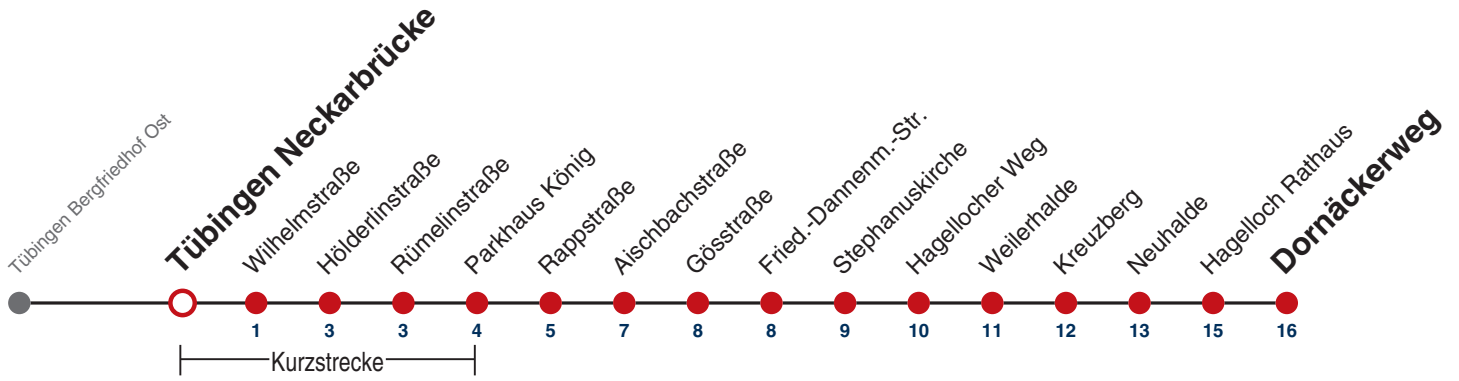 Tübingen Bergfriedhof Ost
Tübingen Neckarbrücke
Wilhelmstraße
Hölderlinstraße
Rümelinstraße
Parkhaus König
Rappstraße
Aischbachstraße
Gösstraße
Fried.-Dannenm.-Str.
Stephanuskirche
Hagellocher Weg
Weilerhalde
Kreuzberg
Neuhalde
Hagelloch Rathaus
Dornäckerweg
1 3 3 4 5 7 8 8 9 10 11 12 13 15 16
Kurzstrecke